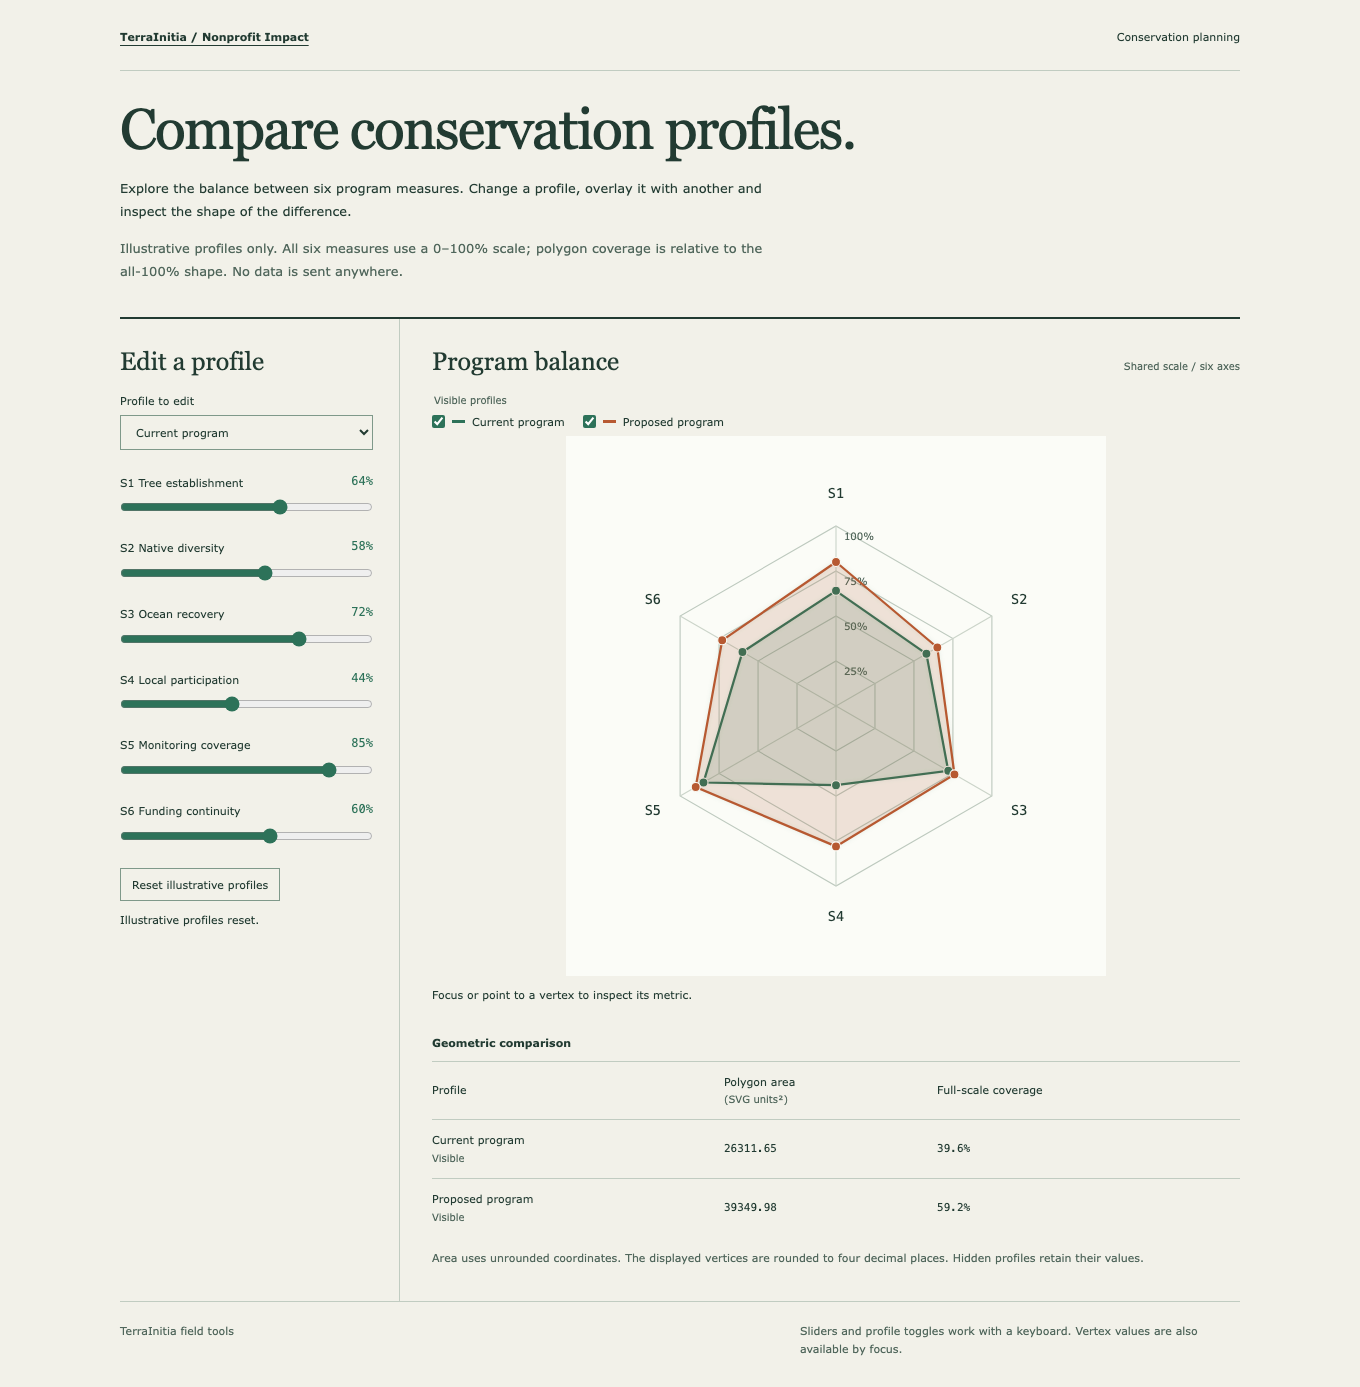 TerraInitia / Nonprofit Impact
Conservation planning
Compare conservation profiles.
Explore the balance between six program measures. Change a profile, overlay it with another and
inspect the shape of the difference.
Illustrative profiles only. All six measures use a 0–100% scale; polygon coverage is relative to the
all-100% shape. No data is sent anywhere.
Edit a profile
Profile to edit
Current program
S1 Tree establishment 64%
S2 Native diversity 58%
S3 Ocean recovery 72%
S4 Local participation 44%
S5 Monitoring coverage 85%
S6 Funding continuity 60%
Reset illustrative profiles
Illustrative profiles reset.
Program balance
Shared scale / six axes
Visible profiles
Current program
Proposed program
S1
100%
75%
S6
S2
50%
25%
S5
S3
S4
Focus or point to a vertex to inspect its metric.
Geometric comparison
Profile
Polygon area
(SVG units²)
Full-scale coverage
Current program
Visible
26311.65
39.6%
Proposed program
Visible
39349.98
59.2%
Area uses unrounded coordinates. The displayed vertices are rounded to four decimal places. Hidden profiles retain their values.
TerraInitia field tools
Sliders and profile toggles work with a keyboard. Vertex values are also
available by focus.